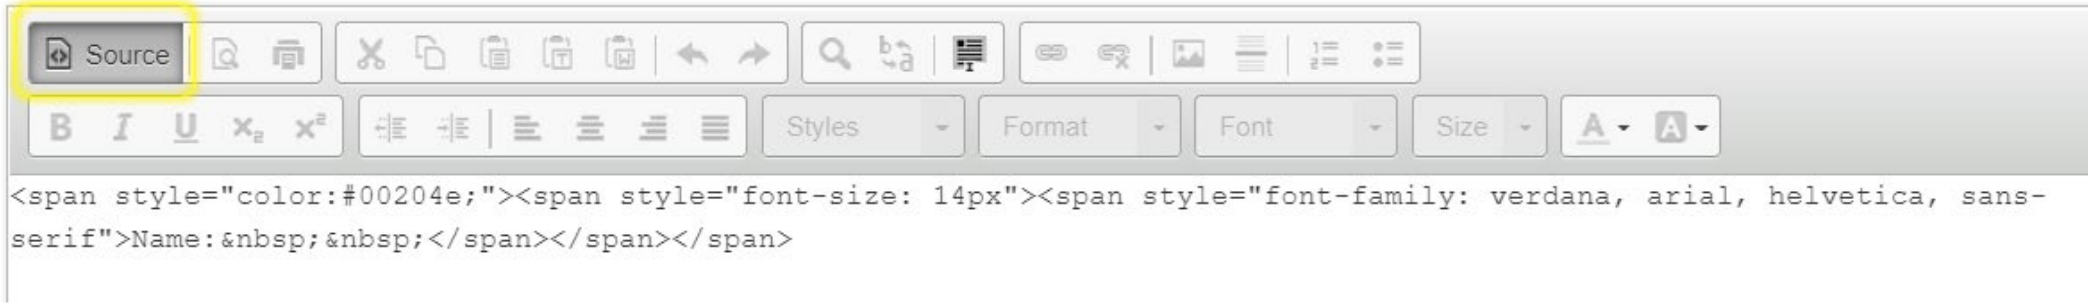 Source
Styles Format Font Size
<span style="color:#00204e;"><span style="font-size: 14px"><span style="font-family: verdana, arial, helvetica, sans-
serif">Name:&nbsp;&nbsp;</span></span></span>